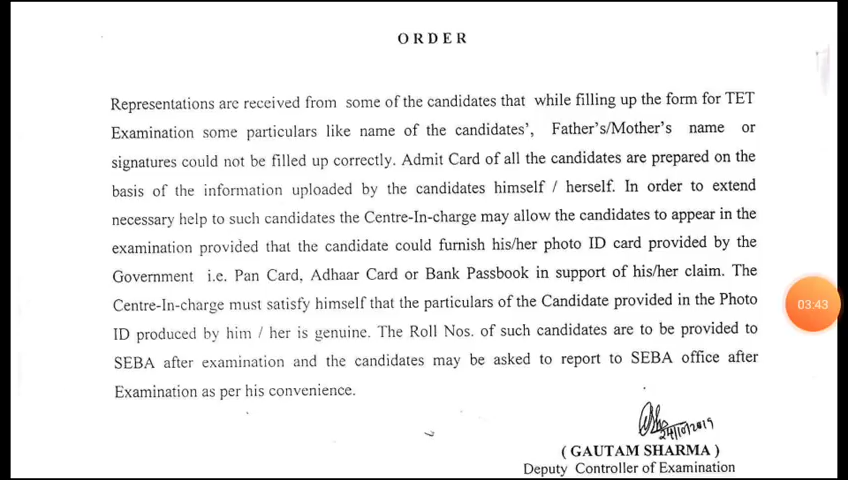 ORDER
Representations are received from some of the candidates that while filling up the form for TET
Examination some particulars like name of the candidates', Father's/Mother's name or
signatures could not be filled up correctly. Admit Card of all the candidates are prepared on the
basis of the information uploaded by the candidates himself / herself. In order to extend
necessary help to such candidates the Centre-In-charge may allow the candidates to appear in the
examination provided that the candidate could furnish his/her photo ID card provided by the
Government i.e. Pan Card, Adhaar Card or Bank Passbook in support of his/her claim. The
Centre-In-charge must satisfy himself that the particulars of the Candidate provided in the Photo
ID produced by him / her is genuine. The Roll Nos. of such candidates are to be provided to
SEBA after examination and the candidates may be asked to report to SEBA office after
Examination as per his convenience.
03:43
24/10/2019
( GAUTAM SHARMA )
Deputy Controller of Examination